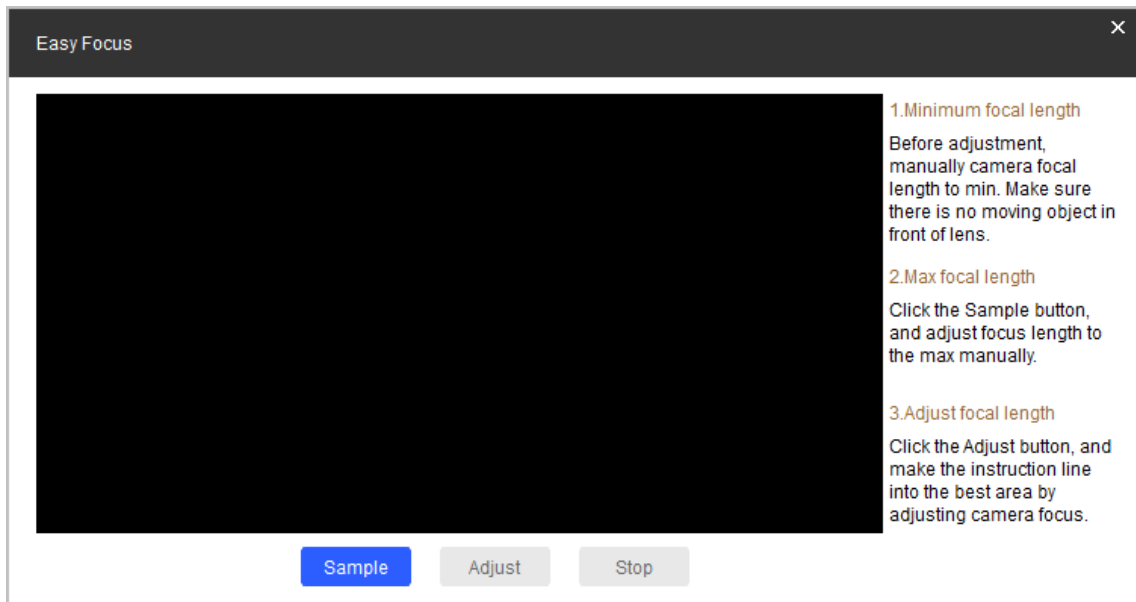 Easy Focus
1.Minimum focal length
Before adjustment,
manually camera focal
length to min. Make sure
there is no moving object in
front of lens.
2.Max focal length
Click the Sample button,
and adjust focus length to
the max manually.
3.Adjust focal length
Click the Adjust button, and
make the instruction line
into the best area by
adjusting camera focus.
Sample
Adjust
Stop